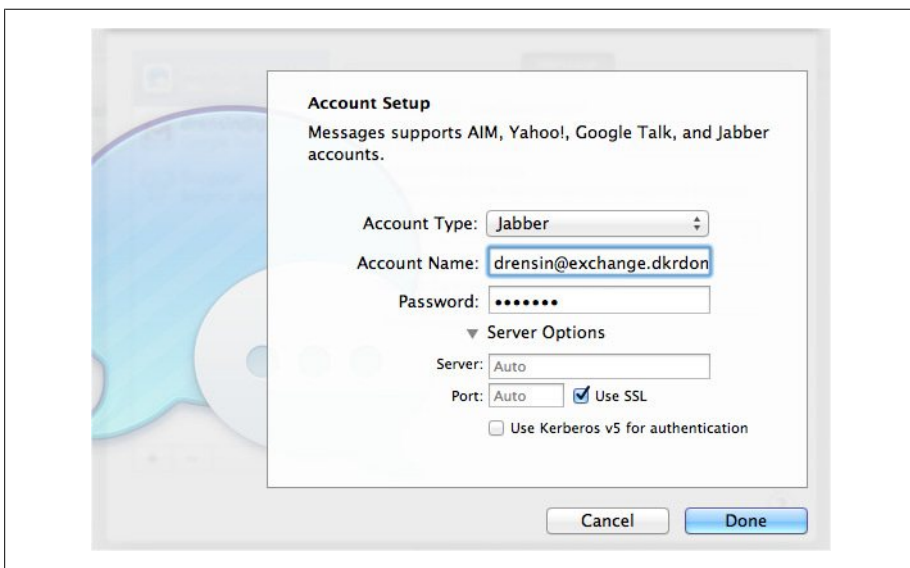 Account Setup
Messages supports AIM, Yahoo!, Google Talk, and Jabber
accounts.
Account Type: Jabber
Account Name: drensin@exchange.dkrdon
Password: •••••••
Server Options
Server: Auto
Port: Auto Use SSL
Use Kerberos v5 for authentication
Cancel Done